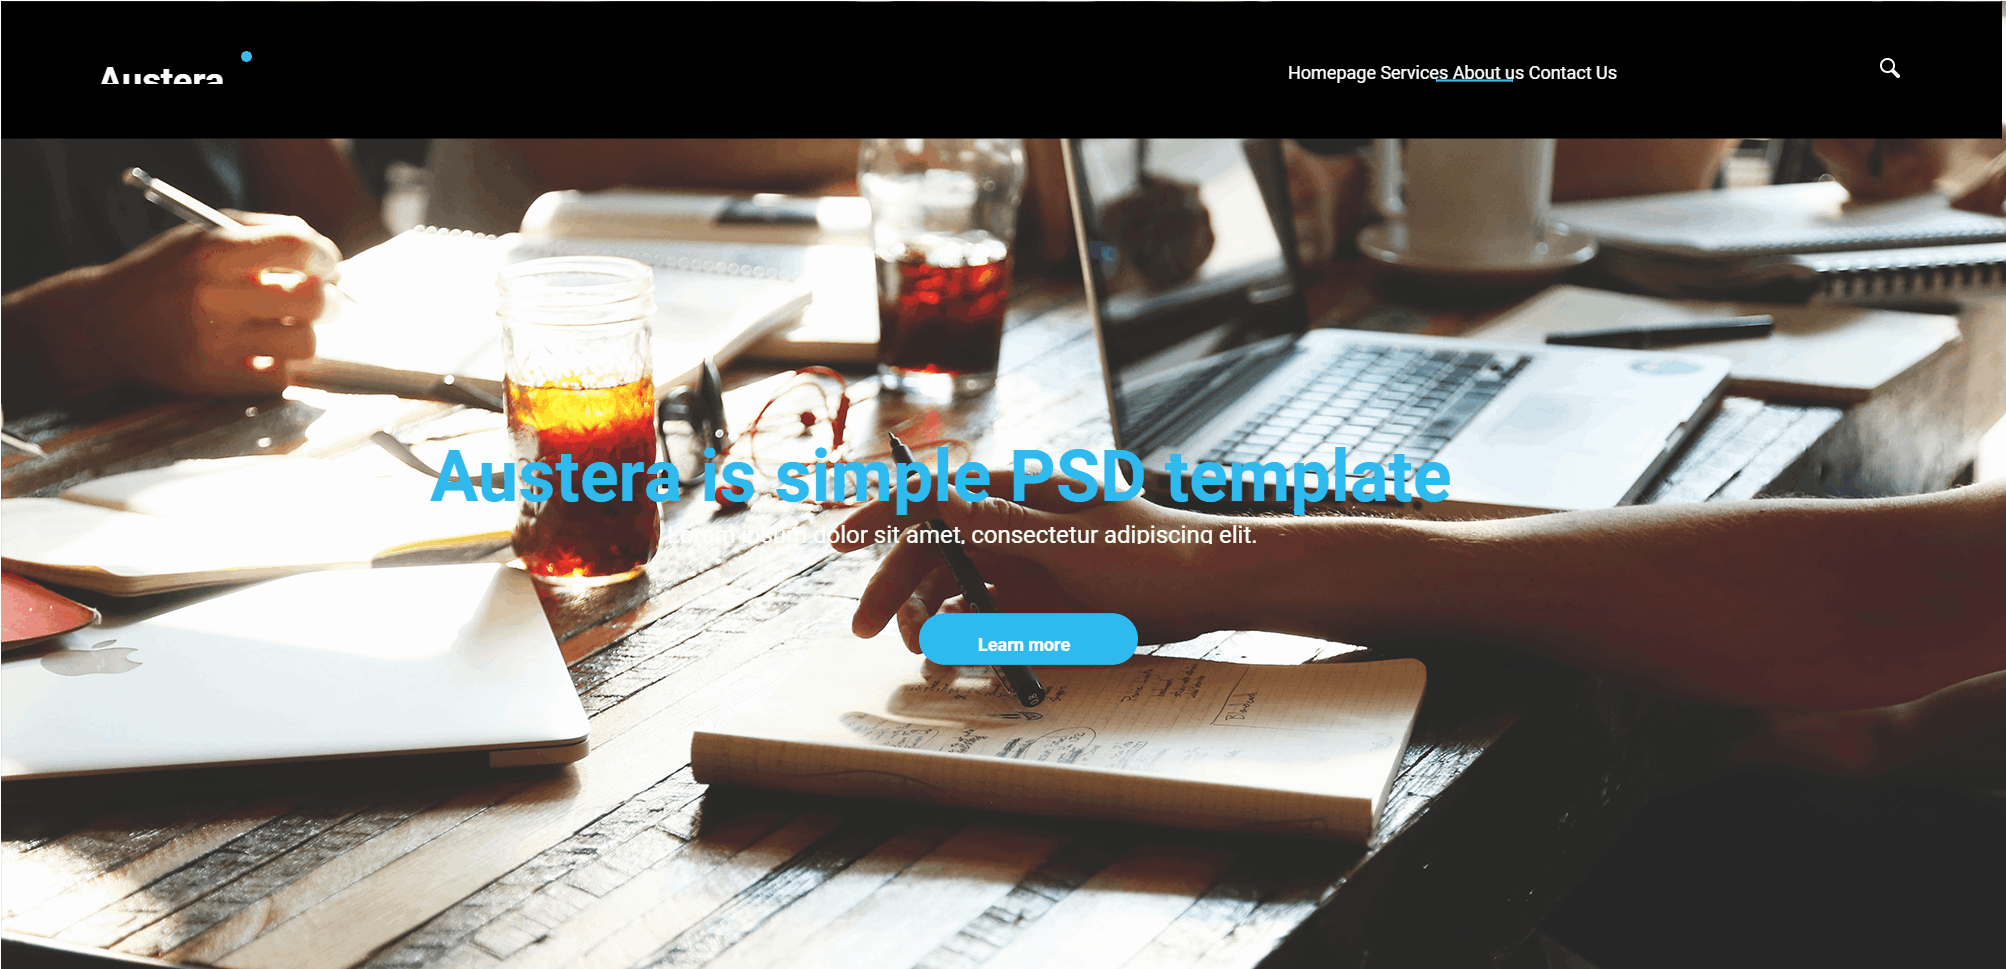 Austera
Homepage Services About us Contact Us
Austera is simple PSD template
Lorem ipsum dolor sit amet, consectetur adipiscing elit.
Learn more